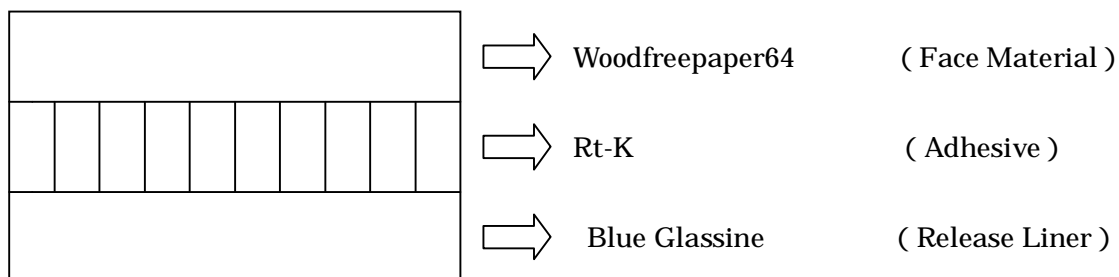 Woodfreepaper64 ( Face Material )
Rt-K ( Adhesive )
Blue Glassine ( Release Liner )